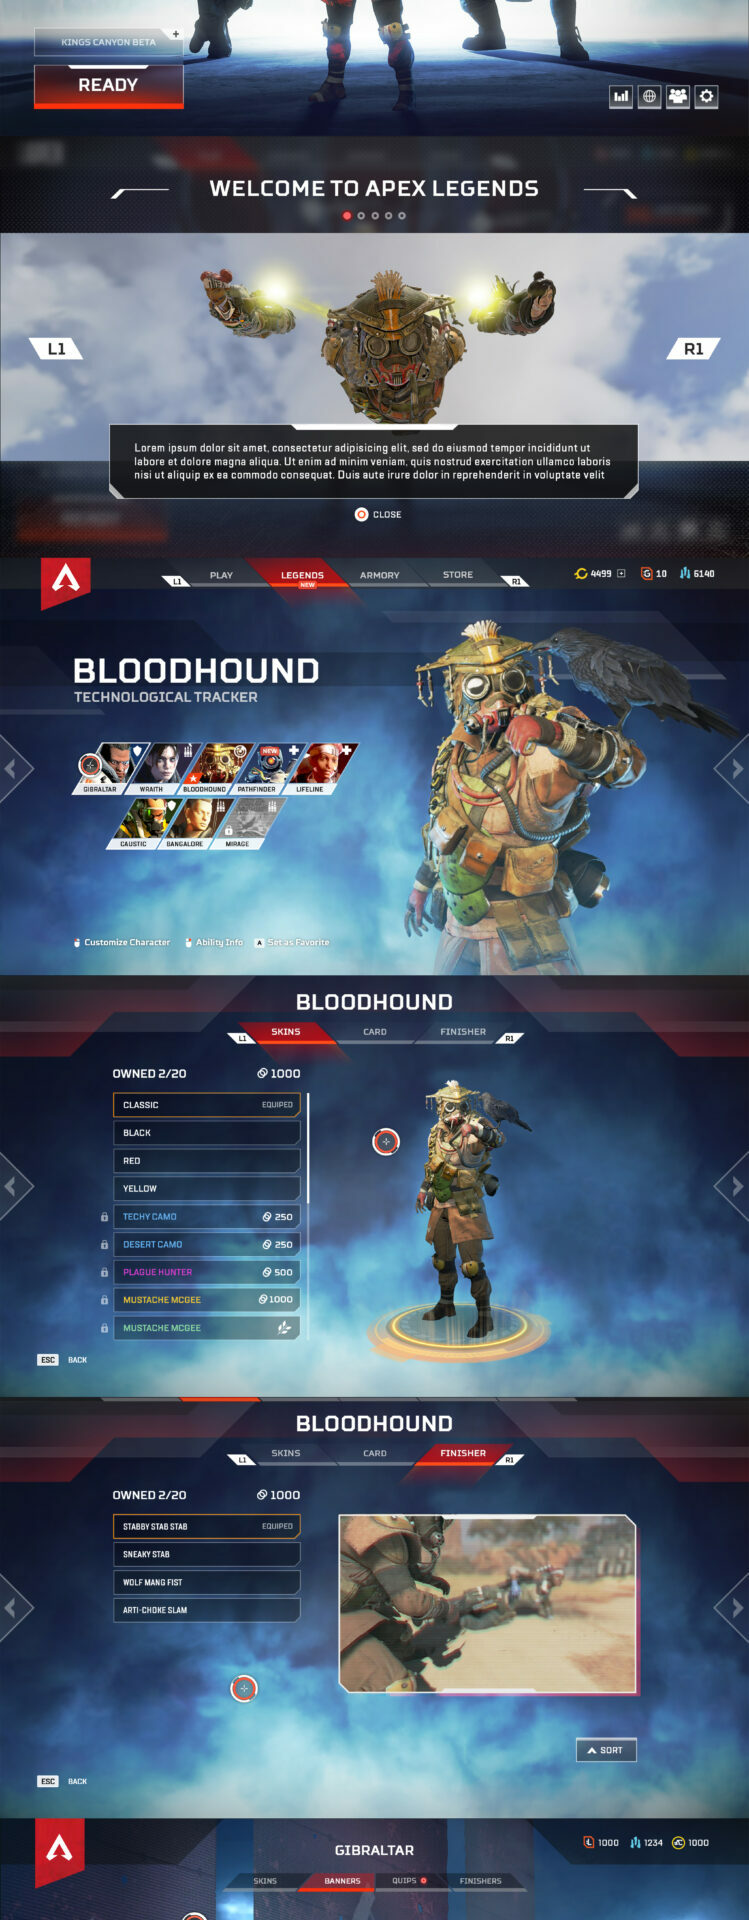 KINGS CANYON BETA
+
READY
WELCOME TO APEX LEGENDS
L1
R1
Lorem ipsum dolor sit amet, consectetur adipisicing elit, sed do eiusmod tempor incididunt ut
labore et dolore magna aliqua. Ut enim ad minim veniam, quis nostrud exercitation ullamco laboris
nisi ut aliquip ex ea commodo consequat. Duis aute irure dolor in reprehenderit in voluptate velit
CLOSE
L1 PLAY LEGENDS ARMORY STORE R1
NEW
4499 + G 10 6140
BLOODHOUND
TECHNOLOGICAL TRACKER
NEW
GIBRALTAR WRAITH BLOODHOUND PATHFINDER LIFELINE
CAUSTIC BANGALORE MIRAGE
Customize Character Ability Info A Set as Favorite
BLOODHOUND
L1 SKINS CARD FINISHER R1
OWNED 2/20 1000
CLASSIC EQUIPED
BLACK
RED
YELLOW
TECHY CAMO 250
DESERT CAMO 250
PLAGUE HUNTER 500
MUSTACHE MCGEE 1000
MUSTACHE MCGEE
ESC BACK
BLOODHOUND
L1 SKINS CARD FINISHER R1
OWNED 2/20 1000
STABBY STAB STAB EQUIPED
SNEAKY STAB
WOLF MANG FIST
ARTI-CHOKE SLAM
SORT
ESC BACK
GIBRALTAR
L 1000 1234 1000
SKINS BANNERS QUIPS FINISHERS